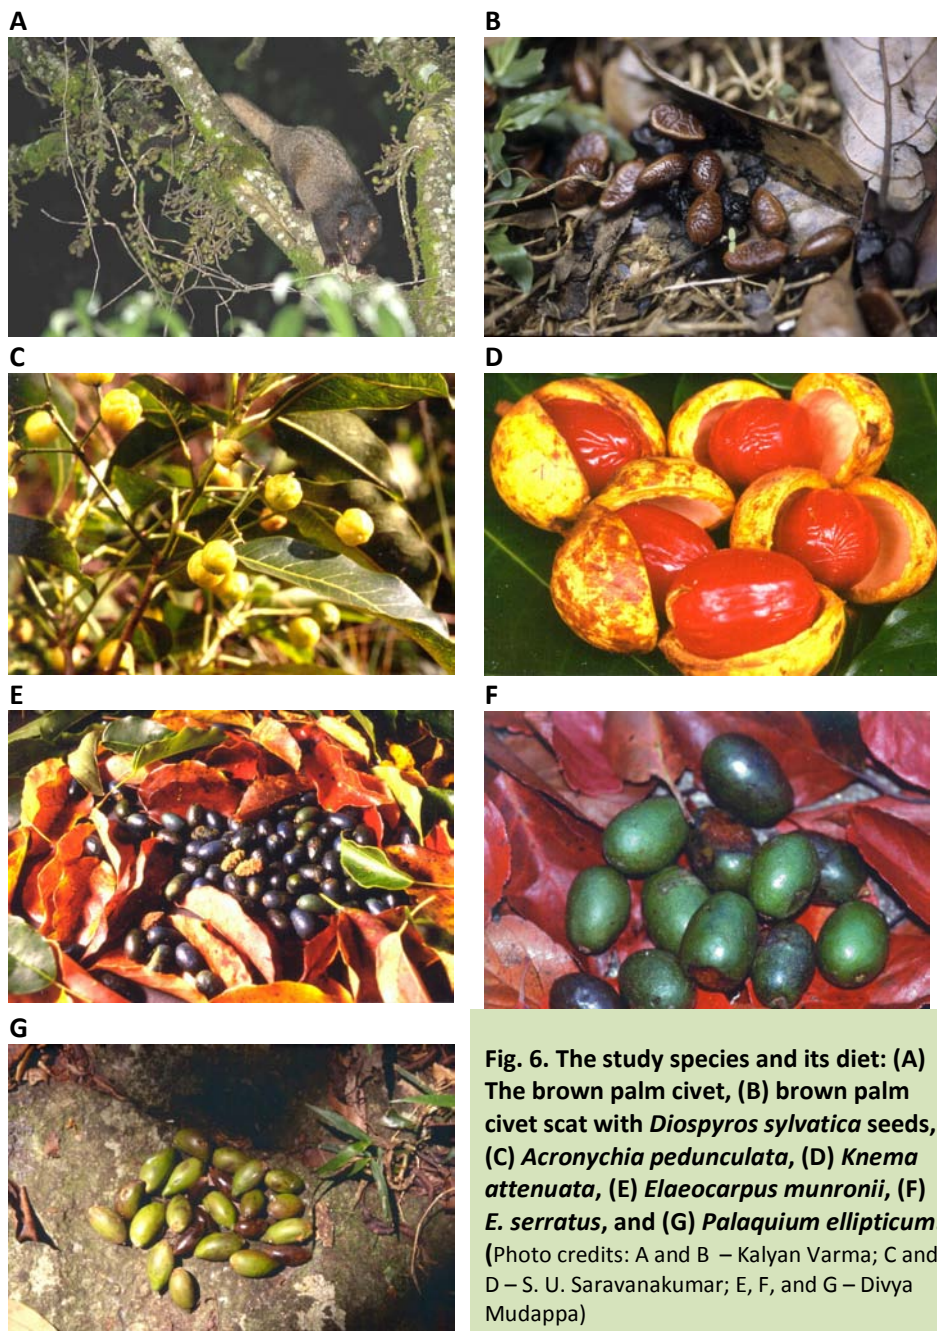 A
B
C
D
E
F
G
Fig. 6. The study species and its diet: (A)
The brown palm civet, (B) brown palm
civet scat with Diospyros sylvatica seeds,
(C) Acronychia pedunculata, (D) Knema
attenuata, (E) Elaeocarpus munronii, (F)
E. serratus, and (G) Palaquium ellipticum
(Photo credits: A and B – Kalyan Varma; C and
D – S. U. Saravanakumar; E, F, and G – Divya
Mudappa)